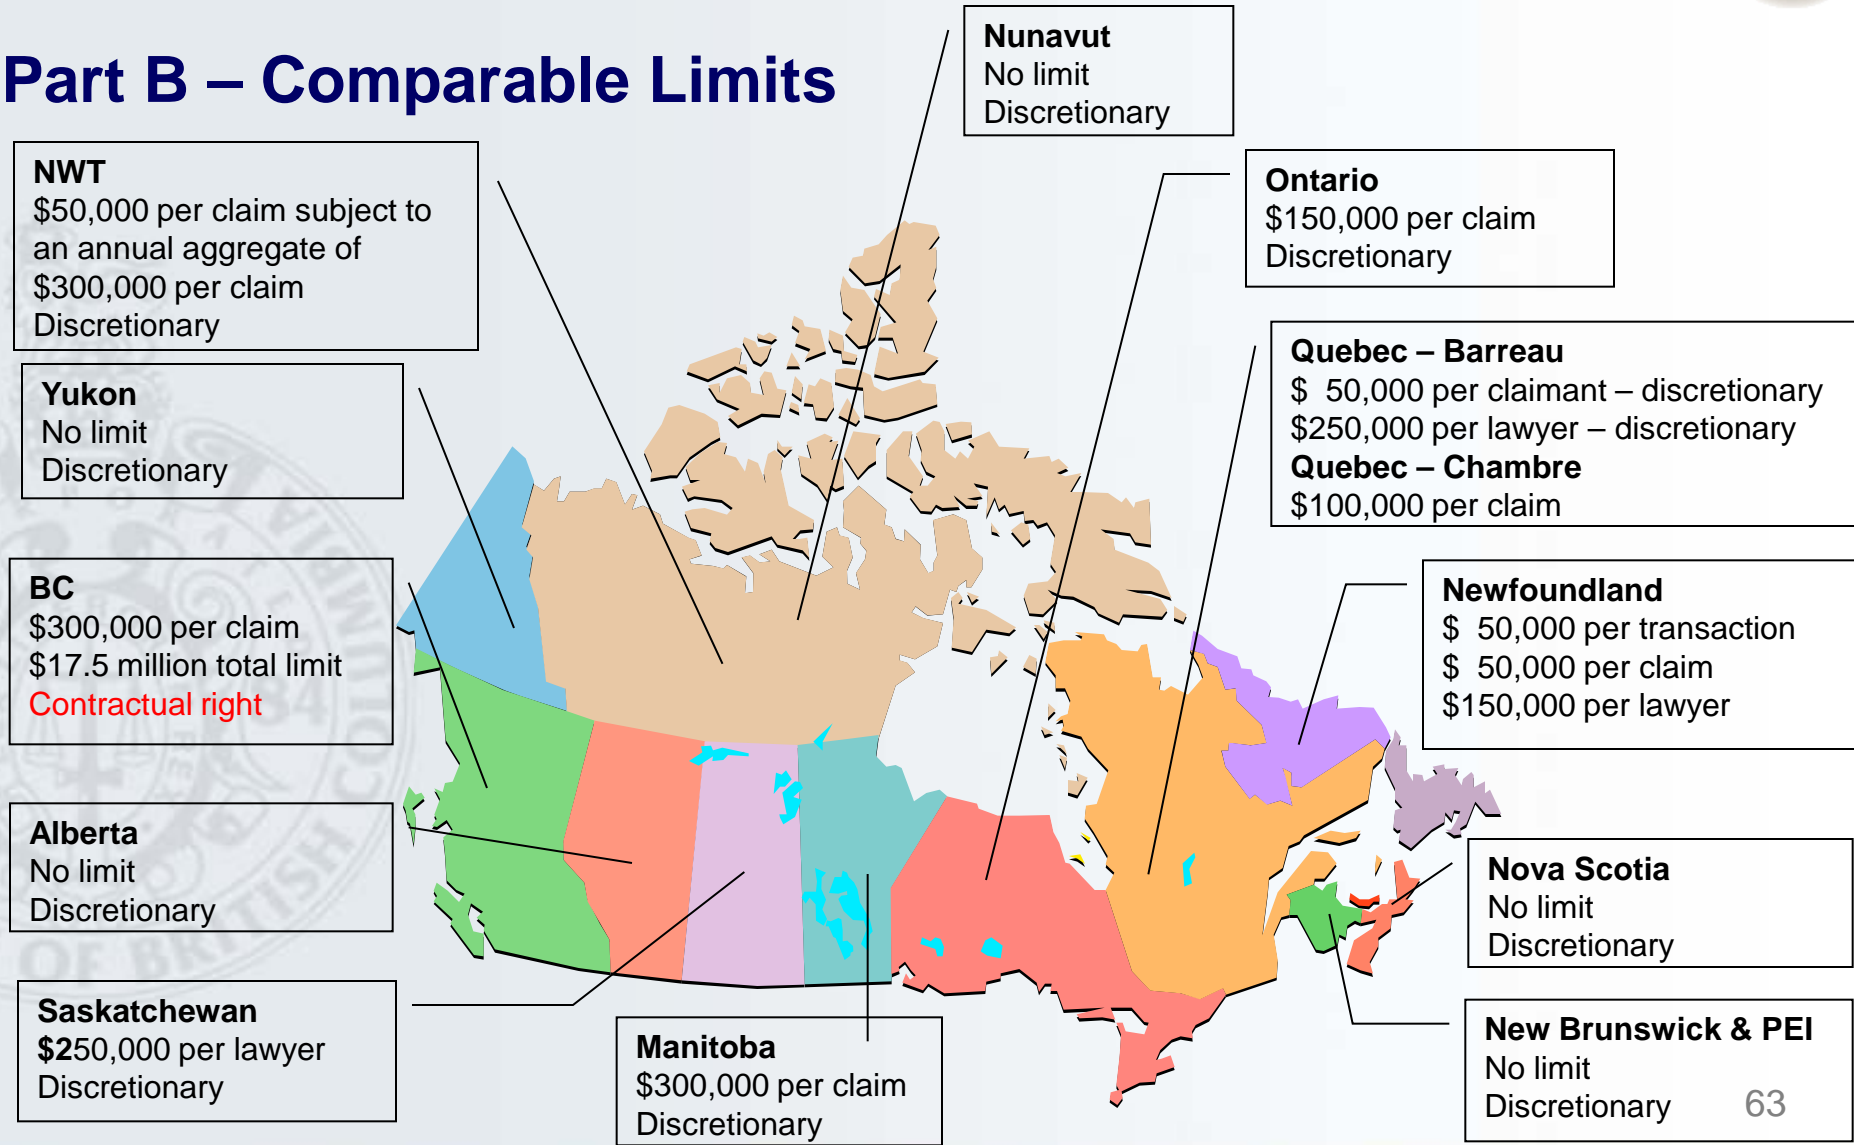 Part B – Comparable Limits
Nunavut
No limit
Discretionary
NWT
$50,000 per claim subject to
an annual aggregate of
$300,000 per claim
Discretionary
Ontario
$150,000 per claim
Discretionary
Yukon
No limit
Discretionary
Quebec – Barreau
$  50,000 per claimant – discretionary
$250,000 per lawyer – discretionary
Quebec – Chambre
$100,000 per claim
BC
$300,000 per claim
$17.5 million total limit
Contractual right
Newfoundland
$  50,000 per transaction
$  50,000 per claim
$150,000 per lawyer
Alberta
No limit
Discretionary
Nova Scotia
No limit
Discretionary
Saskatchewan
$250,000 per lawyer
Discretionary
Manitoba
$300,000 per claim
Discretionary
New Brunswick & PEI
No limit
Discretionary
63
OF BRITISH COLUMBIA